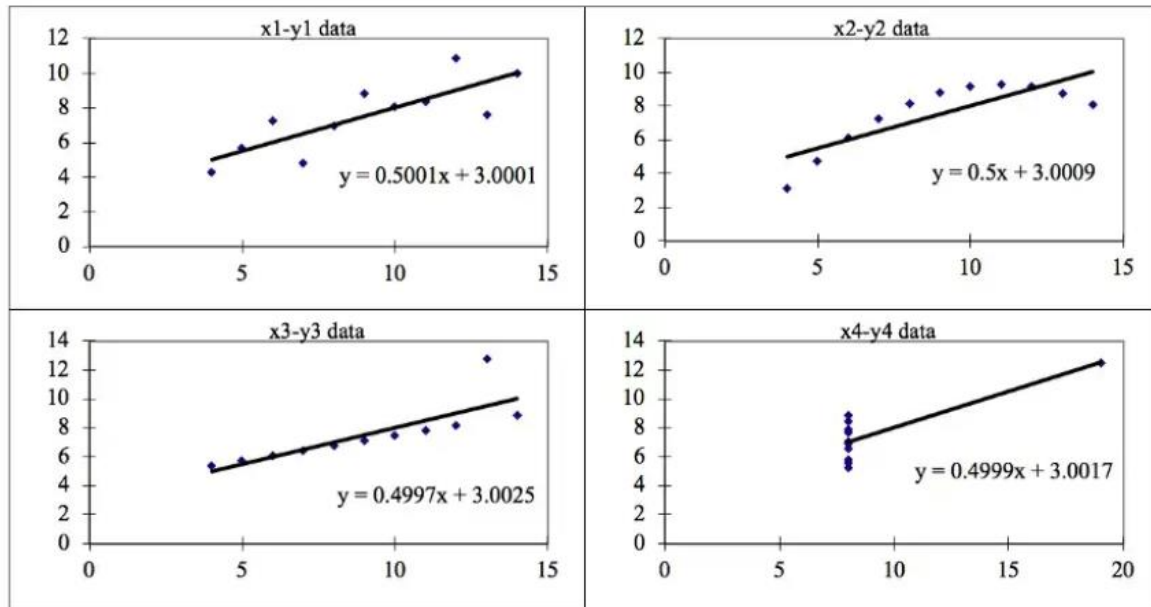 x1-y1 data
12
10
8
6
4
2
0
0 5 10 15
y = 0.5001x + 3.0001
x2-y2 data
12
10
8
6
4
2
0
0 5 10 15
y = 0.5x + 3.0009
x3-y3 data
14
12
10
8
6
4
2
0
0 5 10 15
y = 0.4997x + 3.0025
x4-y4 data
14
12
10
8
6
4
2
0
0 5 10 15 20
y = 0.4999x + 3.0017